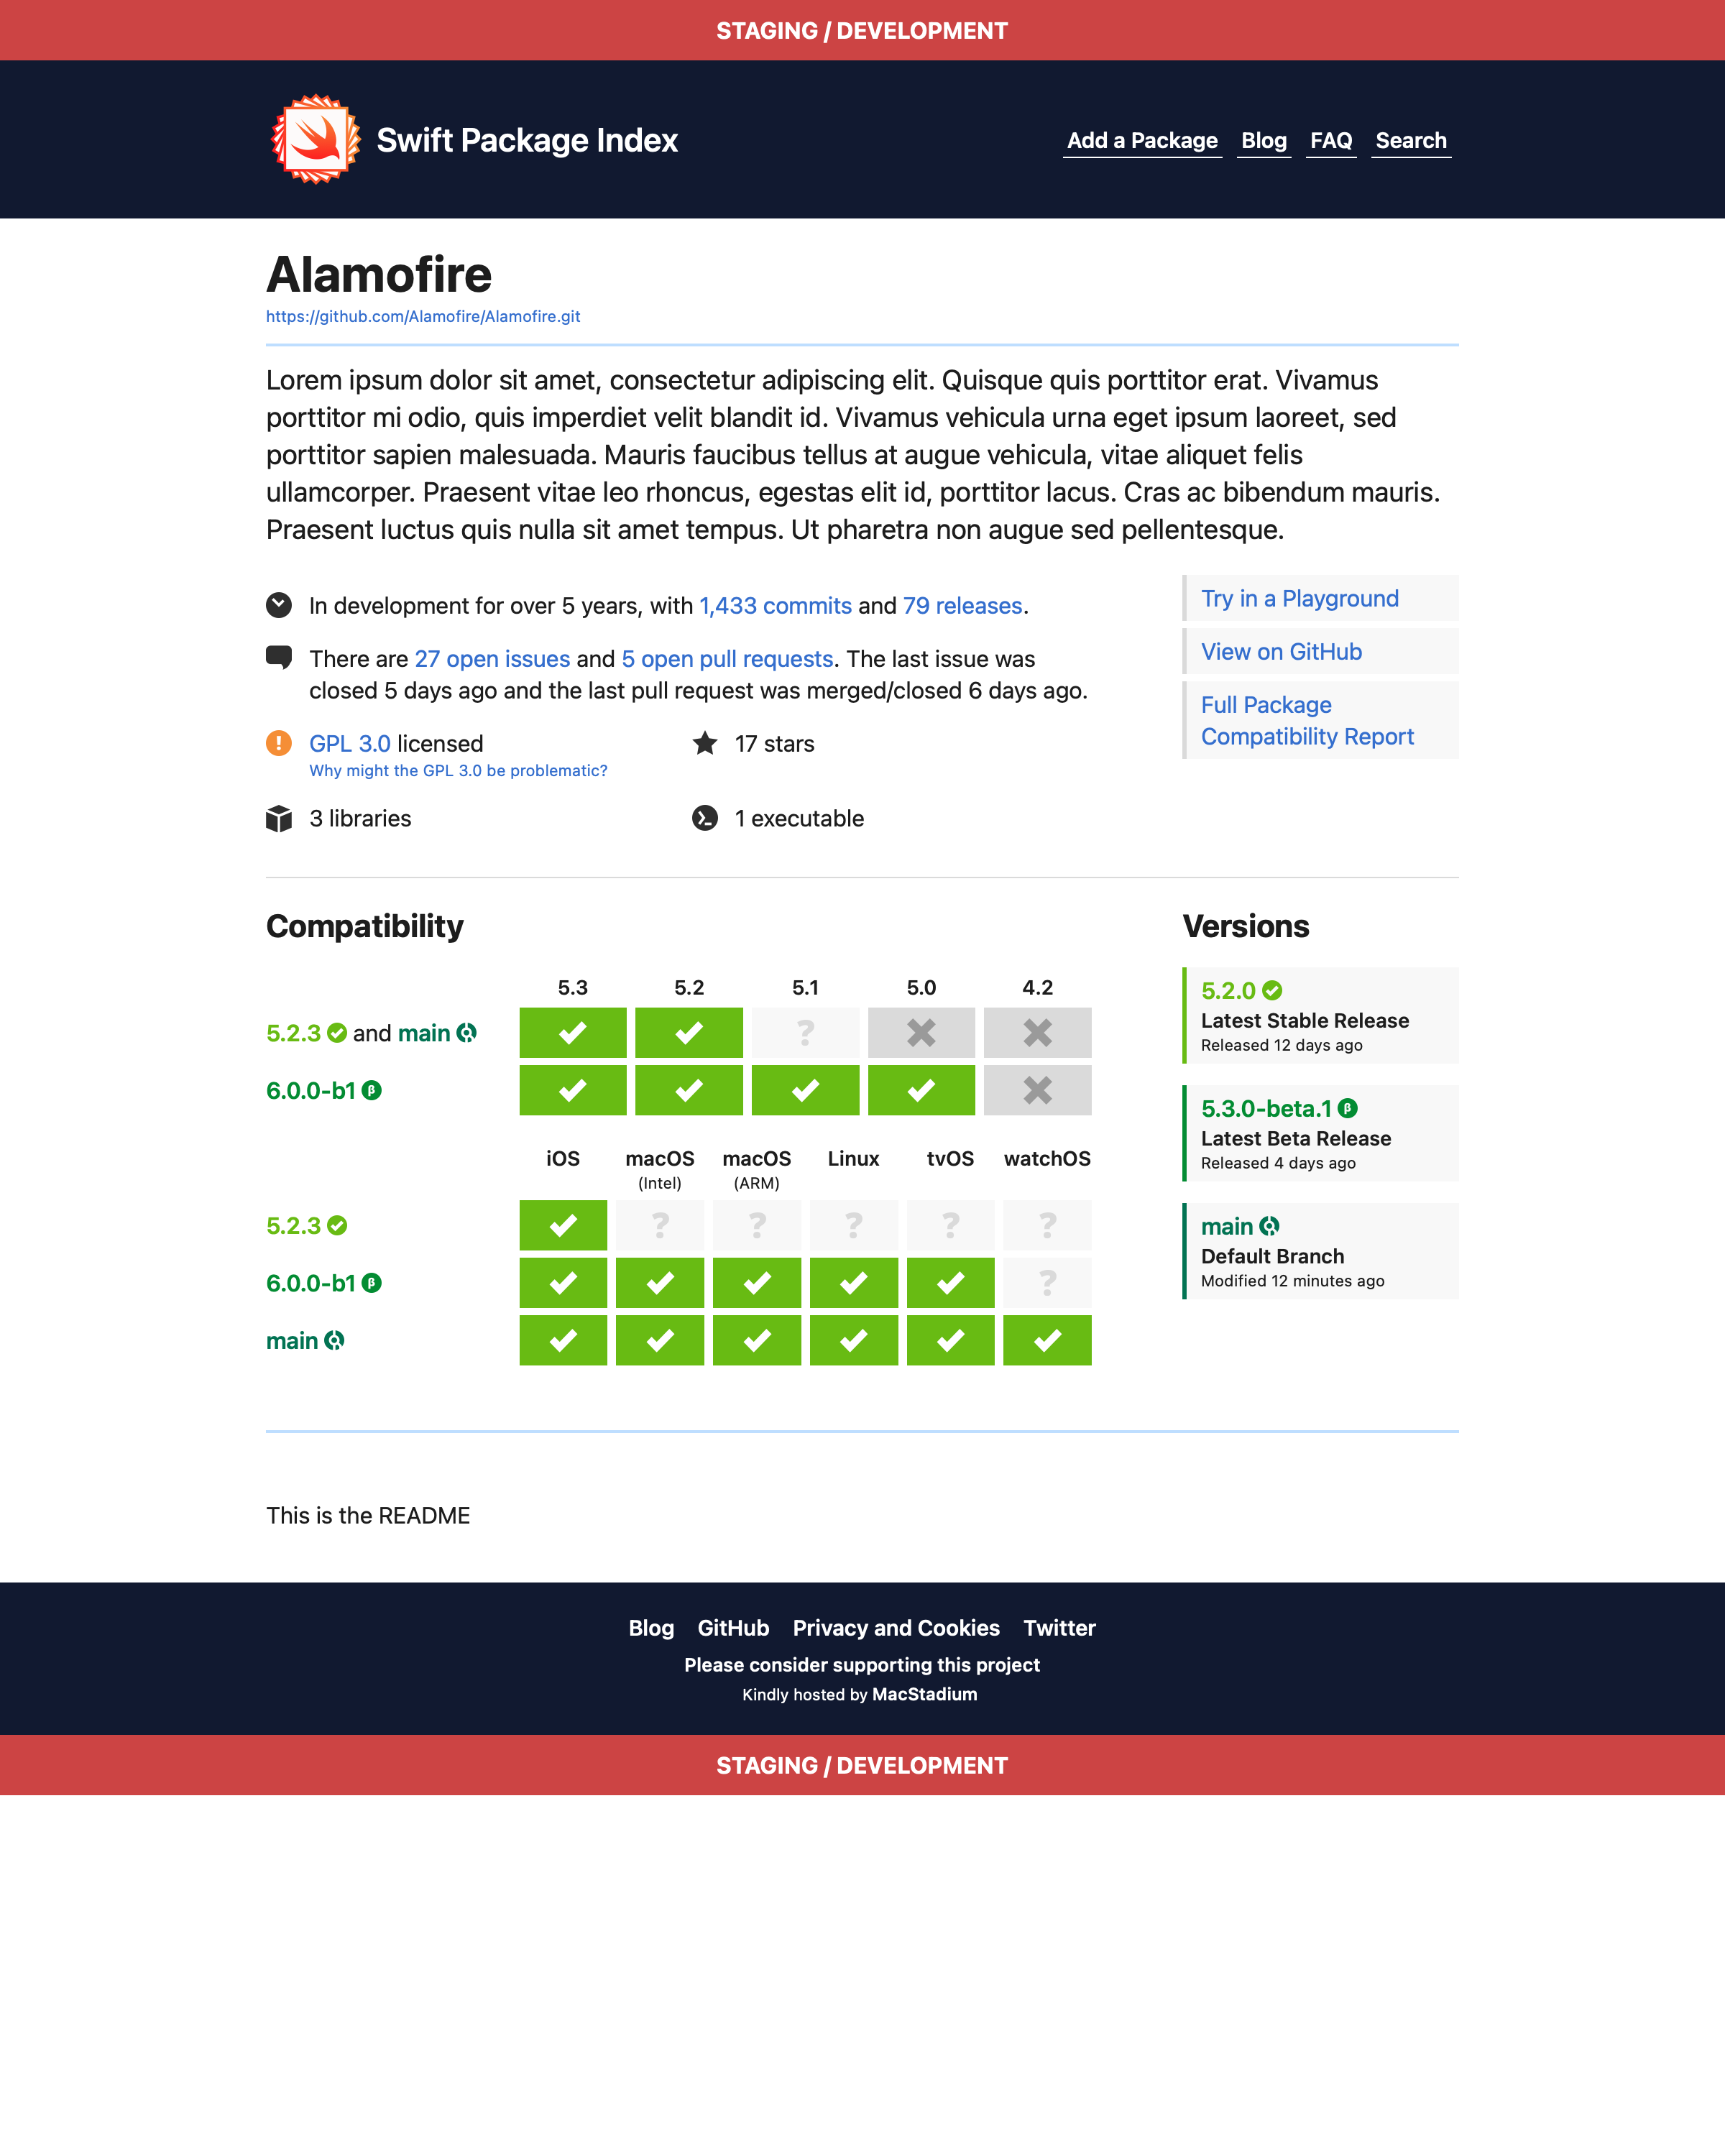 STAGING / DEVELOPMENT
Swift Package Index
Add a Package Blog FAQ Search
Alamofire
https://github.com/Alamofire/Alamofire.git
Lorem ipsum dolor sit amet, consectetur adipiscing elit. Quisque quis porttitor erat. Vivamus
porttitor mi odio, quis imperdiet velit blandit id. Vivamus vehicula urna eget ipsum laoreet, sed
porttitor sapien malesuada. Mauris faucibus tellus at augue vehicula, vitae aliquet felis
ullamcorper. Praesent vitae leo rhoncus, egestas elit id, porttitor lacus. Cras ac bibendum mauris.
Praesent luctus quis nulla sit amet tempus. Ut pharetra non augue sed pellentesque.
In development for over 5 years, with 1,433 commits and 79 releases.
There are 27 open issues and 5 open pull requests. The last issue was
closed 5 days ago and the last pull request was merged/closed 6 days ago.
GPL 3.0 licensed
Why might the GPL 3.0 be problematic?
17 stars
3 libraries
1 executable
Try in a Playground
View on GitHub
Full Package
Compatibility Report
Compatibility
5.3 5.2 5.1 5.0 4.2
5.2.3 and main ?
6.0.0-b1 β
iOS macOS macOS Linux tvOS watchOS
(Intel) (ARM)
5.2.3 ? ? ? ? ?
6.0.0-b1 β ?
main
Versions
5.2.0
Latest Stable Release
Released 12 days ago
5.3.0-beta.1 β
Latest Beta Release
Released 4 days ago
main
Default Branch
Modified 12 minutes ago
This is the README
Blog GitHub Privacy and Cookies Twitter
Please consider supporting this project
Kindly hosted by MacStadium
STAGING / DEVELOPMENT